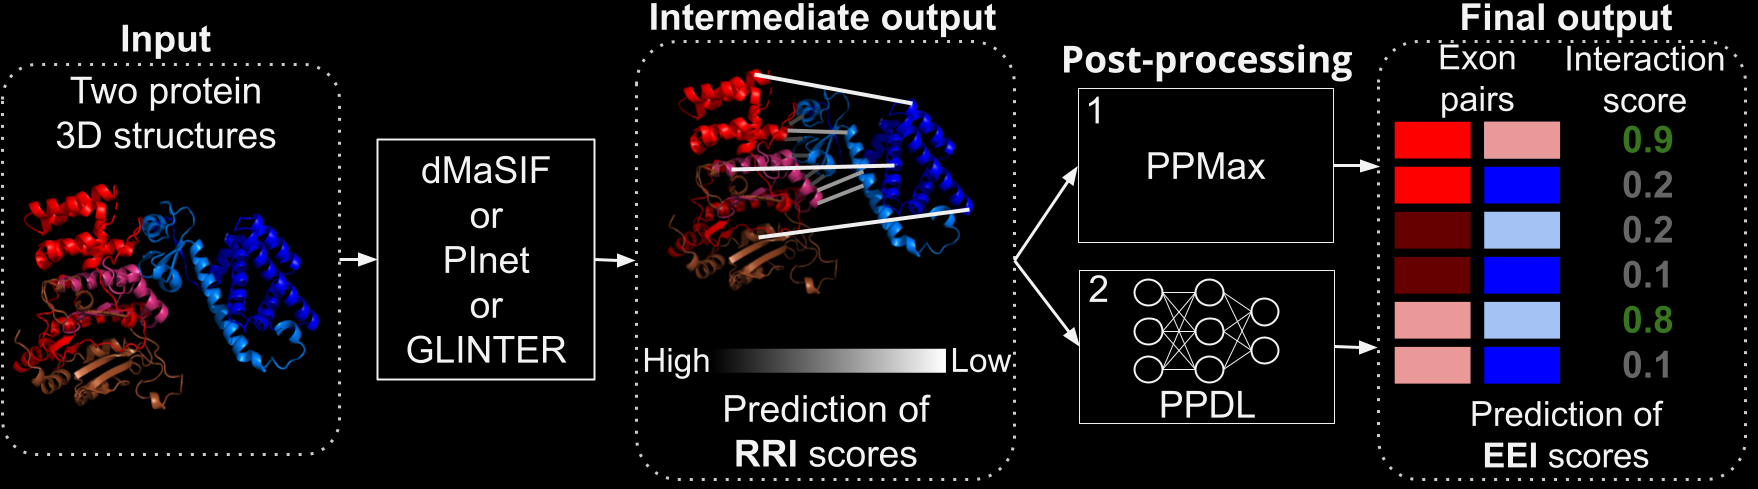 Input
Two protein
3D structures
dMaSIF
or
PInet
or
GLINTER
Intermediate output
High Low
Prediction of
RRI scores
Post-processing
1
PPMax
2
PPDL
Final output
Exon Interaction
pairs score
0.9
0.2
0.2
0.1
0.8
0.1
Prediction of
EEI scores